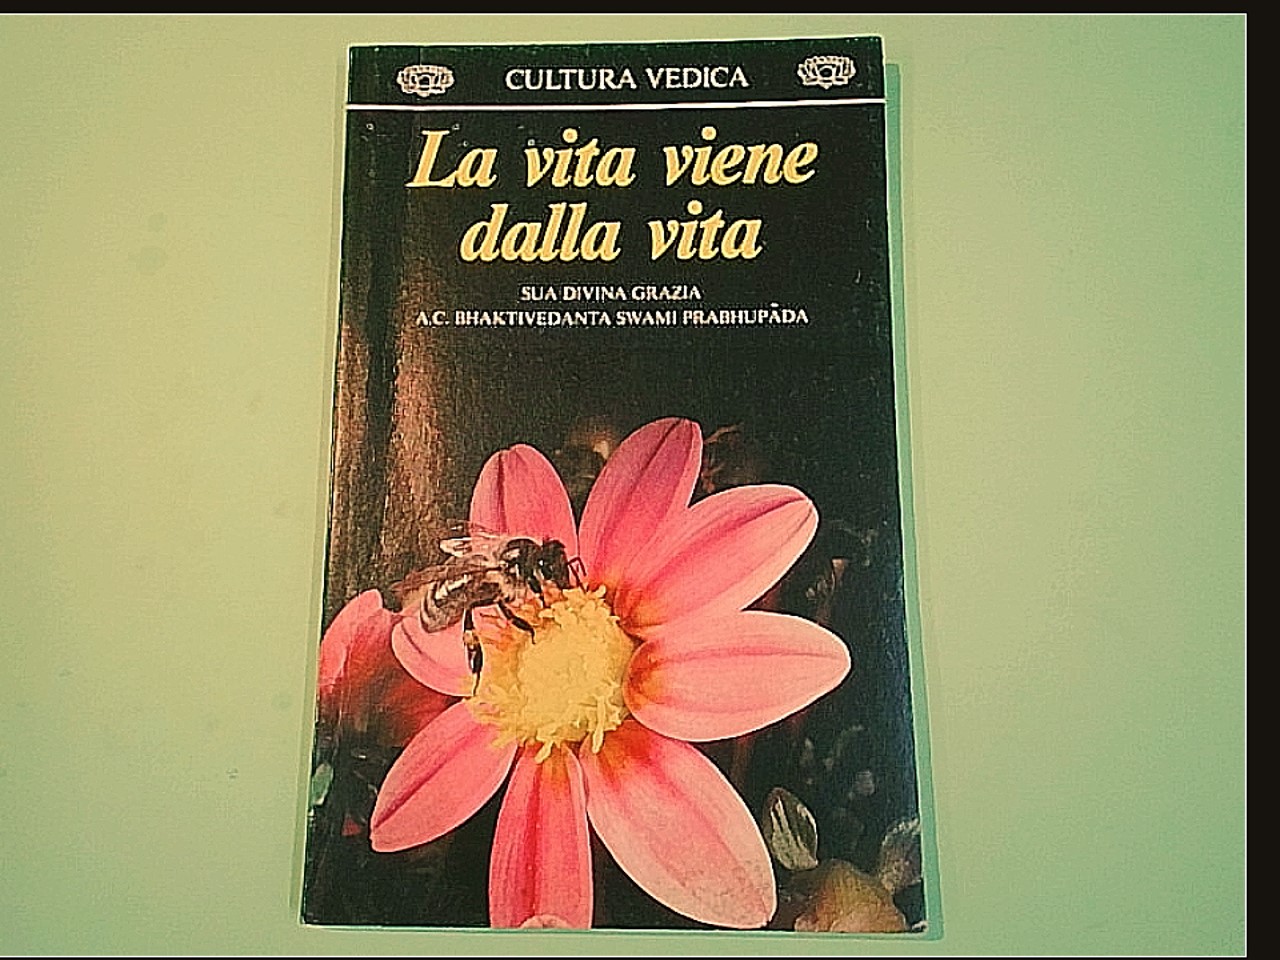 CULTURA VEDICA
La vita viene
dalla vita
SUA DIVINA GRAZIA
A.C. BHAKTIVEDANTA SWAMI PRABHUPĀDA